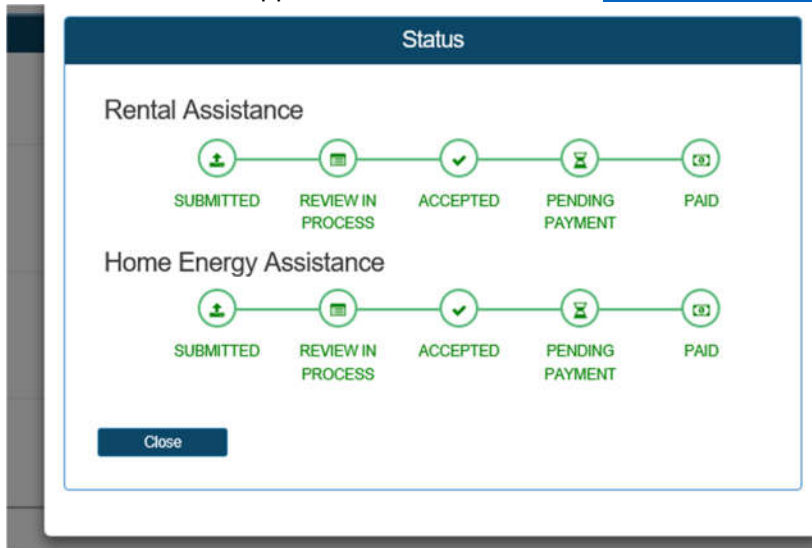 Status
Rental Assistance
SUBMITTED REVIEW IN PROCESS ACCEPTED PENDING PAYMENT PAID
Home Energy Assistance
SUBMITTED REVIEW IN PROCESS ACCEPTED PENDING PAYMENT PAID
Close